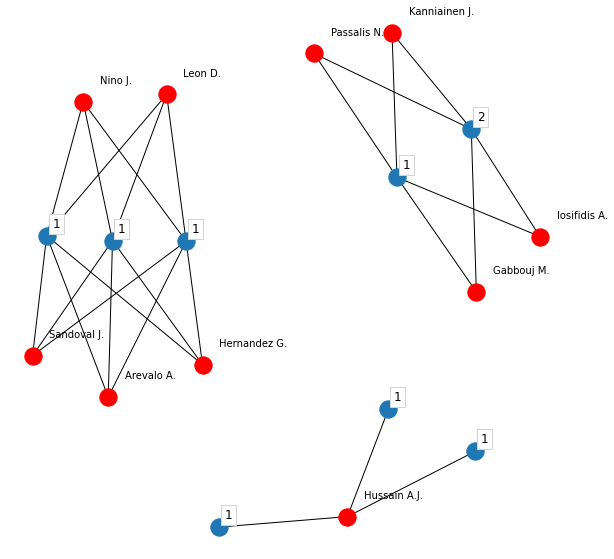 Kanniainen J.
Passalis N.
Leon D.
Nino J.
2
1
Iosifidis A.
1
1
1
Gabbouj M.
Sandoval J.
Hernandez G.
Arevalo A.
1
1
Hussain A.J.
1